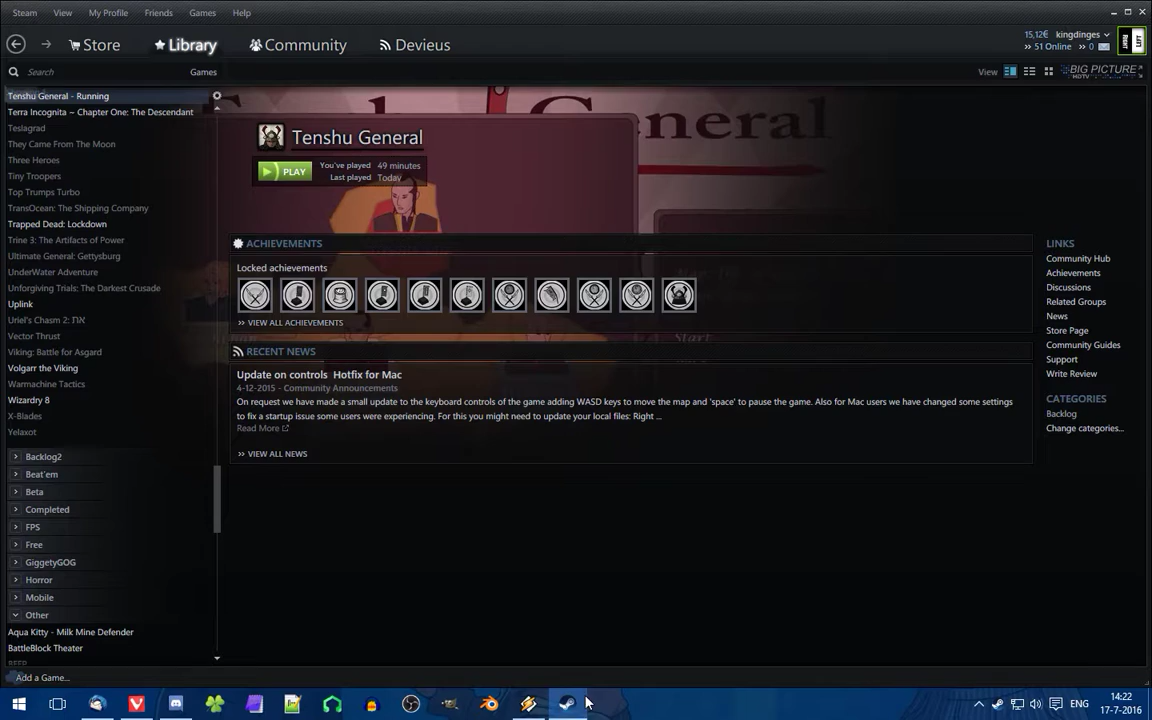 Steam View My Profile Friends Games Help
Store Library Community Devieus
15,12€ kingdinges
>> 51 Online >> 0
RIGHT LEFT
Search Games
View BIG PICTURE
Tenshu General - Running
Terra Incognita ~ Chapter One: The Descendant
Teslagrad
They Came From The Moon
Three Heroes
Tiny Troopers
Top Trumps Turbo
TransOcean: The Shipping Company
Trapped Dead: Lockdown
Trine 3: The Artifacts of Power
Ultimate General: Gettysburg
UnderWater Adventure
Unforgiving Trials: The Darkest Crusade
Uplink
Uriel's Chasm 2: את
Vector Thrust
Viking: Battle for Asgard
Volgarr the Viking
Warmachine Tactics
Wizardry 8
X-Blades
Yelaxot
Backlog2
Beat'em
Beta
Completed
FPS
Free
GiggetyGOG
Horror
Mobile
Other
Aqua Kitty - Milk Mine Defender
BattleBlock Theater
BEEP
Add a Game...
General
Tenshu General
PLAY
You've played 49 minutes
Last played Today
ACHIEVEMENTS
Locked achievements
>> VIEW ALL ACHIEVEMENTS
Start
RECENT NEWS
Update on controls  Hotfix for Mac
4-12-2015 - Community Announcements
On request we have made a small update to the keyboard controls of the game adding WASD keys to move the map and 'space' to pause the game. Also for Mac users we have changed some settings
to fix a startup issue some users were experiencing. For this you might need to update your local files: Right ...
Read More
>> VIEW ALL NEWS
LINKS
Community Hub
Achievements
Discussions
Related Groups
News
Store Page
Community Guides
Support
Write Review
CATEGORIES
Backlog
Change categories...
ENG
14:22
17-7-2016